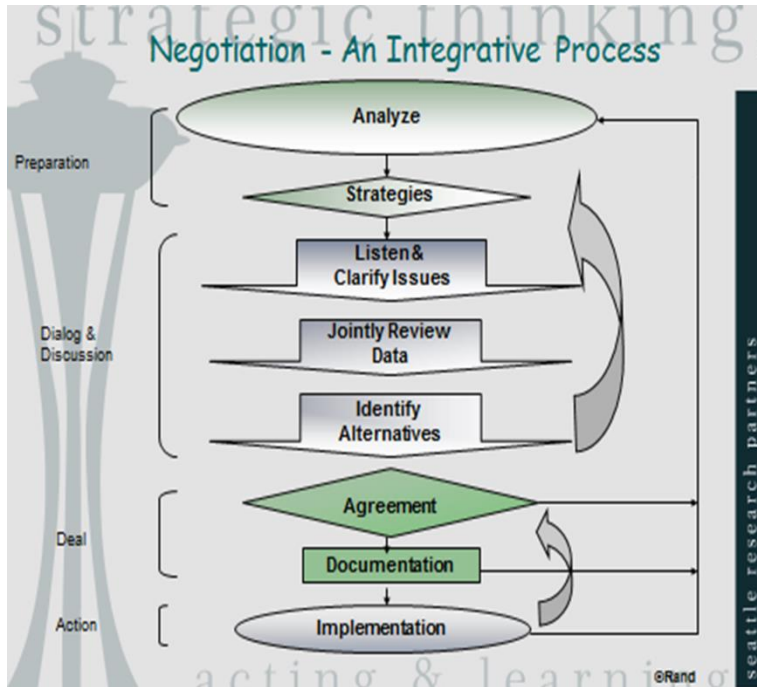 strategic thinking
Negotiation - An Integrative Process
Analyze
Preparation
Strategies
Listen &
Clarify Issues
Dialog &
Discussion
Jointly Review
Data
Identify
Alternatives
Agreement
Deal
Documentation
Action
Implementation
acting & learning
©Rand
seattle research partners